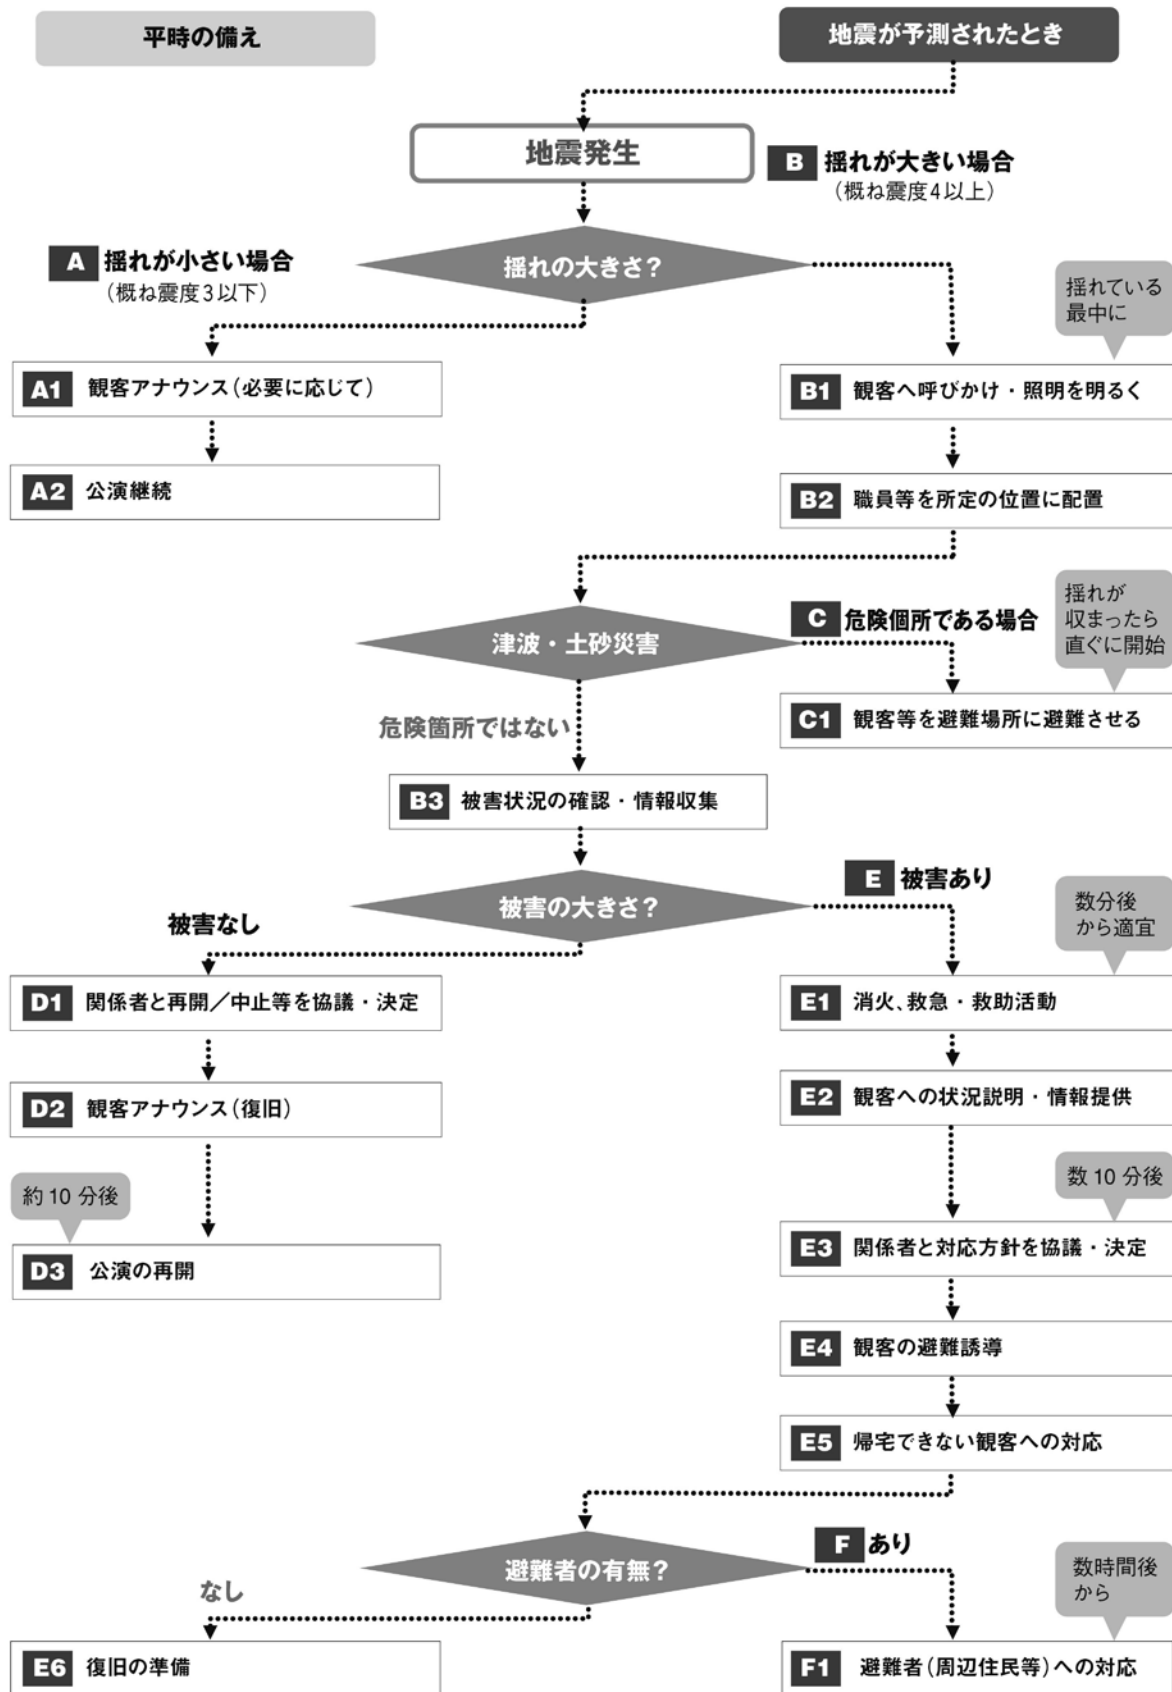 平時の備え
地震が予測されたとき
地震発生
B 揺れが大きい場合
（概ね震度4以上）
A 揺れが小さい場合
（概ね震度3以下）
揺れの大きさ？
揺れている
最中に
A1 観客アナウンス（必要に応じて）
B1 観客へ呼びかけ・照明を明るく
A2 公演継続
B2 職員等を所定の位置に配置
津波・土砂災害
C 危険個所である場合
揺れが
収まったら
直ぐに開始
危険箇所ではない
C1 観客等を避難場所に避難させる
B3 被害状況の確認・情報収集
被害の大きさ？
E 被害あり
被害なし
数分後
から適宜
D1 関係者と再開／中止等を協議・決定
E1 消火、救急・救助活動
D2 観客アナウンス（復旧）
E2 観客への状況説明・情報提供
約10分後
数10分後
D3 公演の再開
E3 関係者と対応方針を協議・決定
E4 観客の避難誘導
E5 帰宅できない観客への対応
避難者の有無？
F あり
なし
数時間後
から
E6 復旧の準備
F1 避難者（周辺住民等）への対応